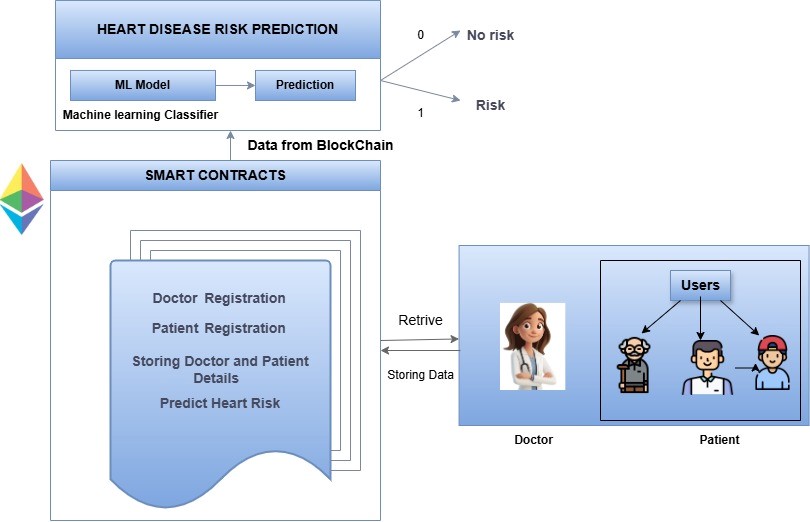 HEART DISEASE RISK PREDICTION
ML Model
Prediction
Machine learning Classifier
0
No risk
1
Risk
Data from BlockChain
SMART CONTRACTS
Doctor Registration
Patient Registration
Storing Doctor and Patient
Details
Predict Heart Risk
Retrive
Storing Data
Users
Doctor
Patient